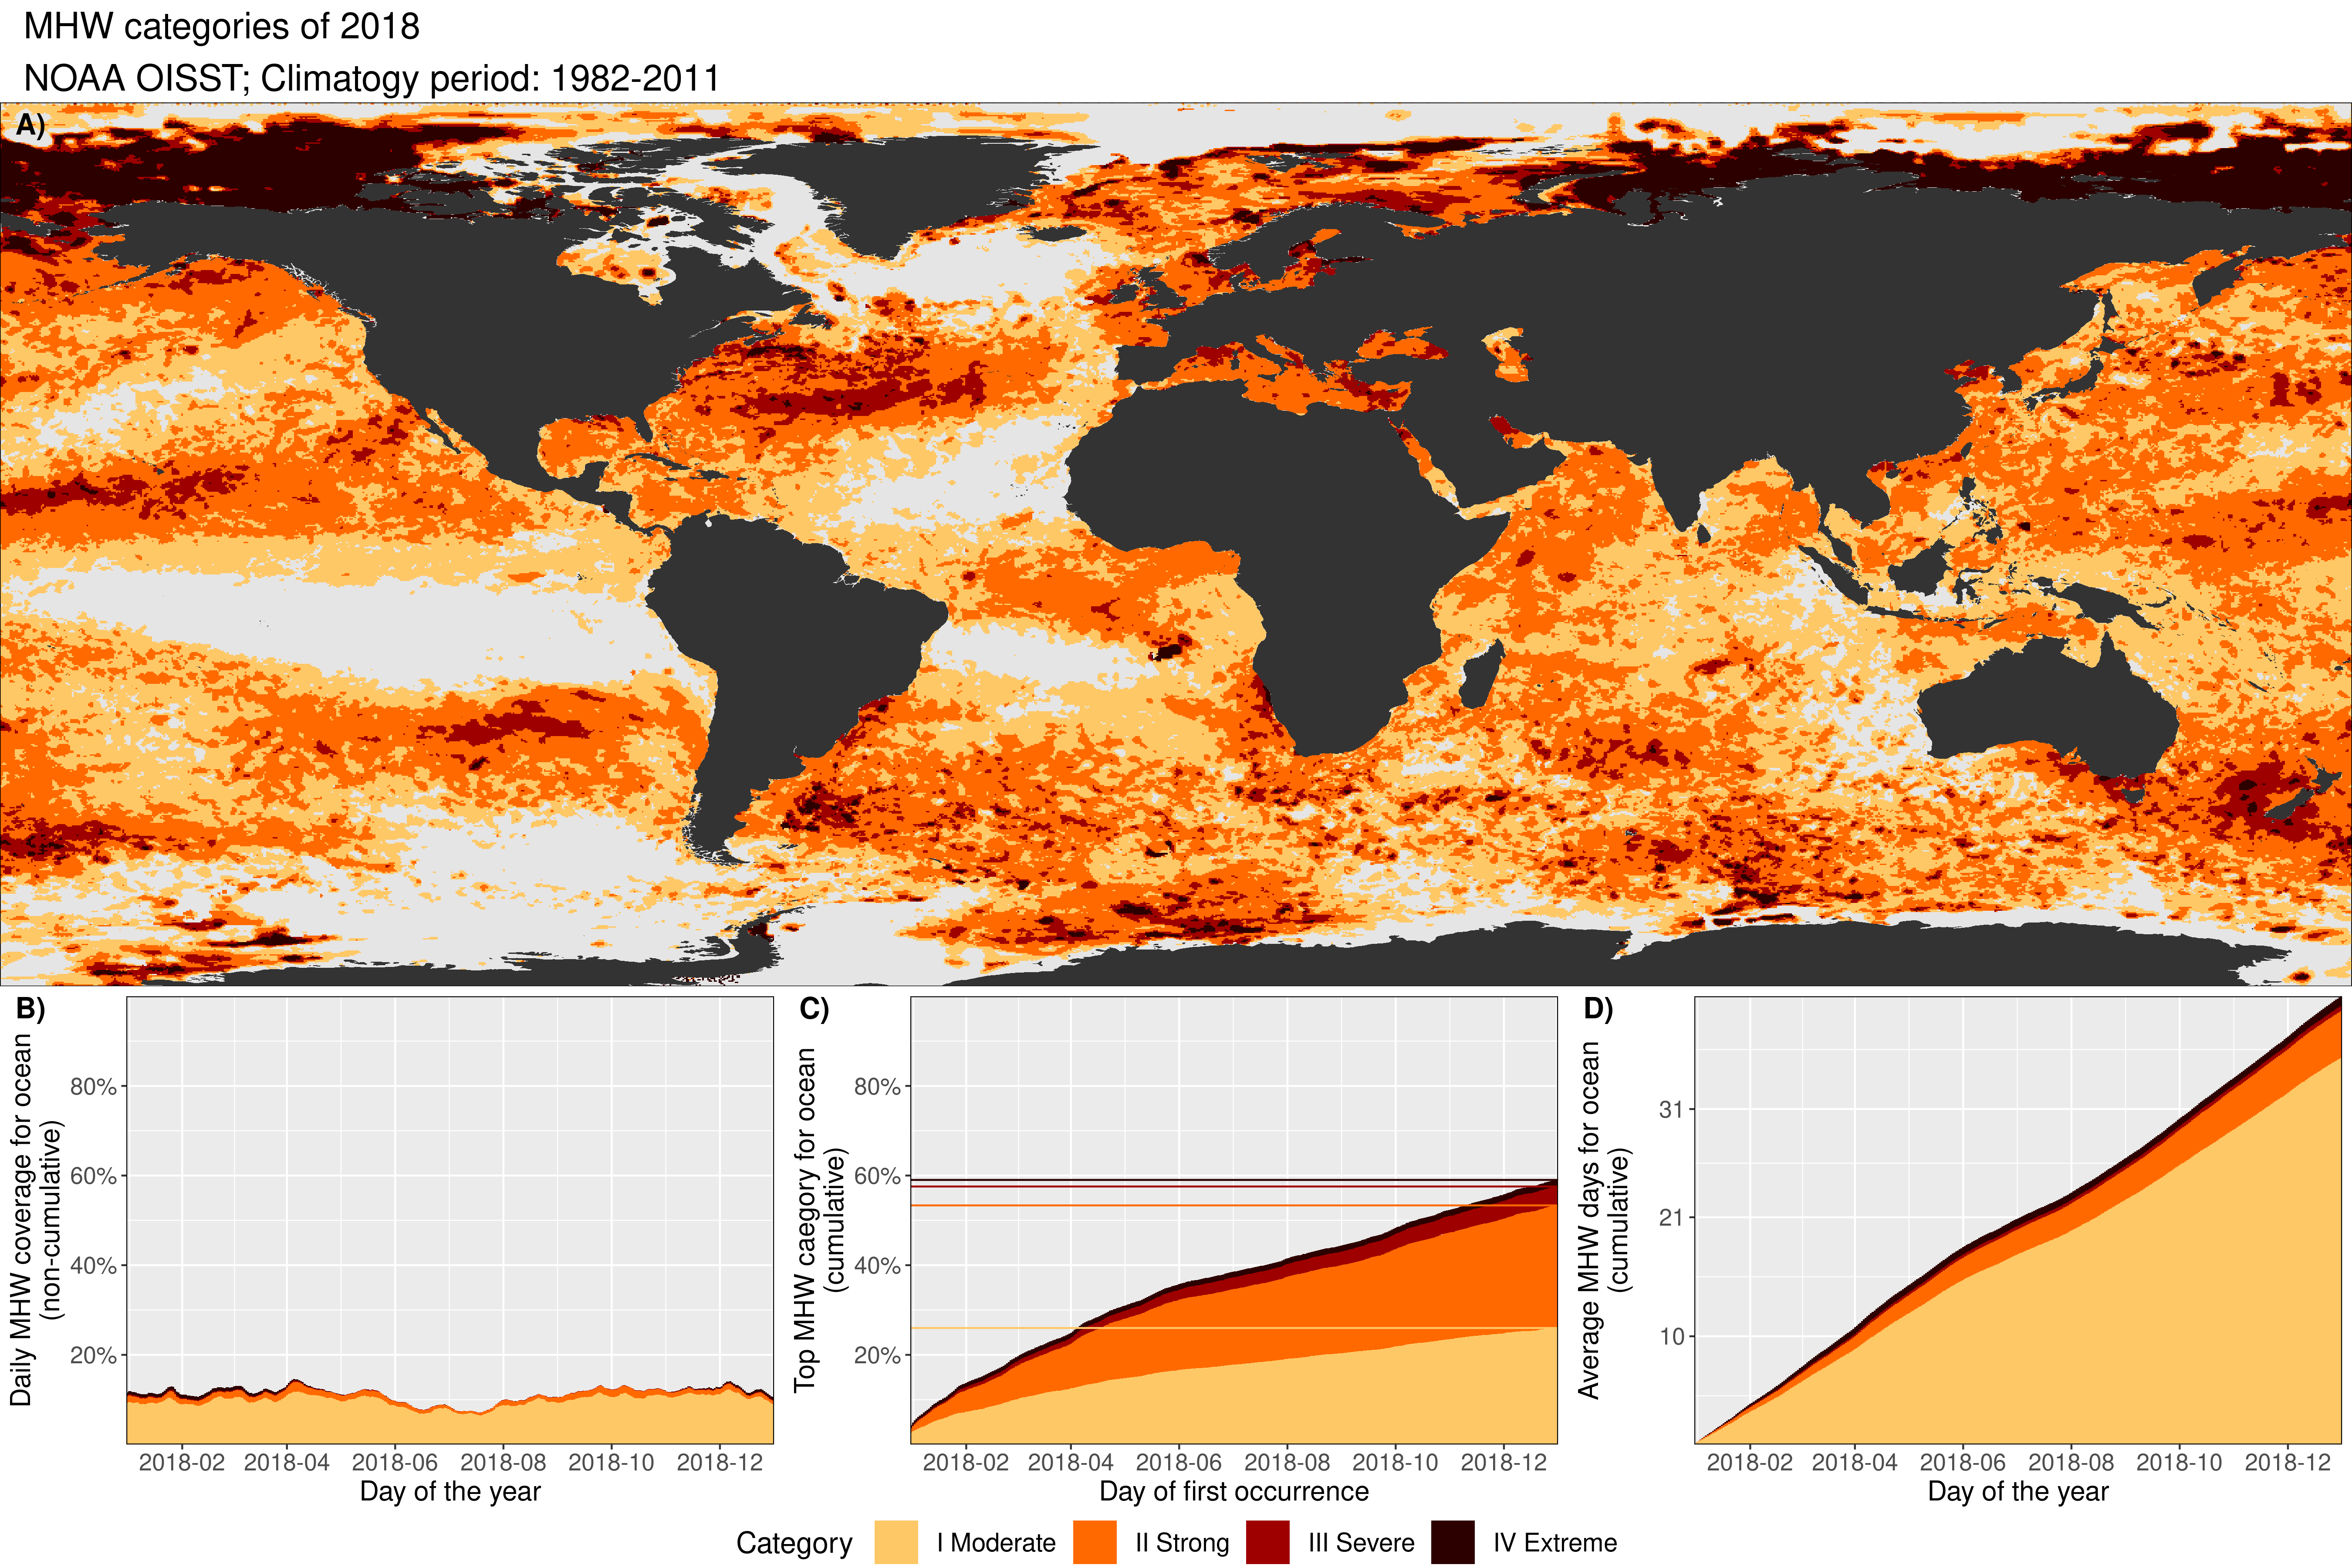 MHW categories of 2018
NOAA OISST; Climatogy period: 1982-2011
A)
B)
Daily MHW coverage for ocean
(non-cumulative)
80%
60%
40%
20%
2018-02 2018-04 2018-06 2018-08 2018-10 2018-12
Day of the year
C)
Top MHW category for ocean
(cumulative)
80%
60%
40%
20%
2018-02 2018-04 2018-06 2018-08 2018-10 2018-12
Day of first occurrence
D)
Average MHW days for ocean
(cumulative)
31
21
10
2018-02 2018-04 2018-06 2018-08 2018-10 2018-12
Day of the year
Category I Moderate II Strong III Severe IV Extreme